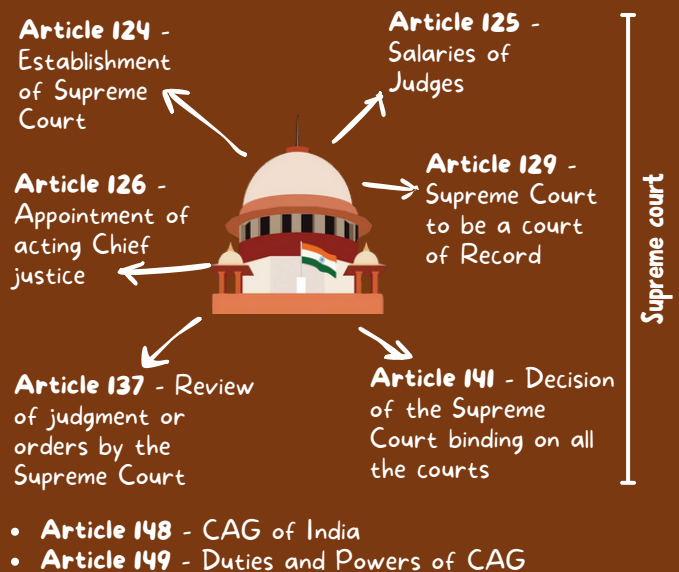 Article 124 -
Establishment
of Supreme
Court
Article 125 -
Salaries of
Judges
Article 126 -
Appointment of
acting Chief
justice
Article 129 -
Supreme Court
to be a court
of Record
Article 137 - Review
of judgment or
orders by the
Supreme Court
Article 141 - Decision
of the Supreme
Court binding on all
the courts
Supreme court
• Article 148 - CAG of India
• Article 149 - Duties and Powers of CAG